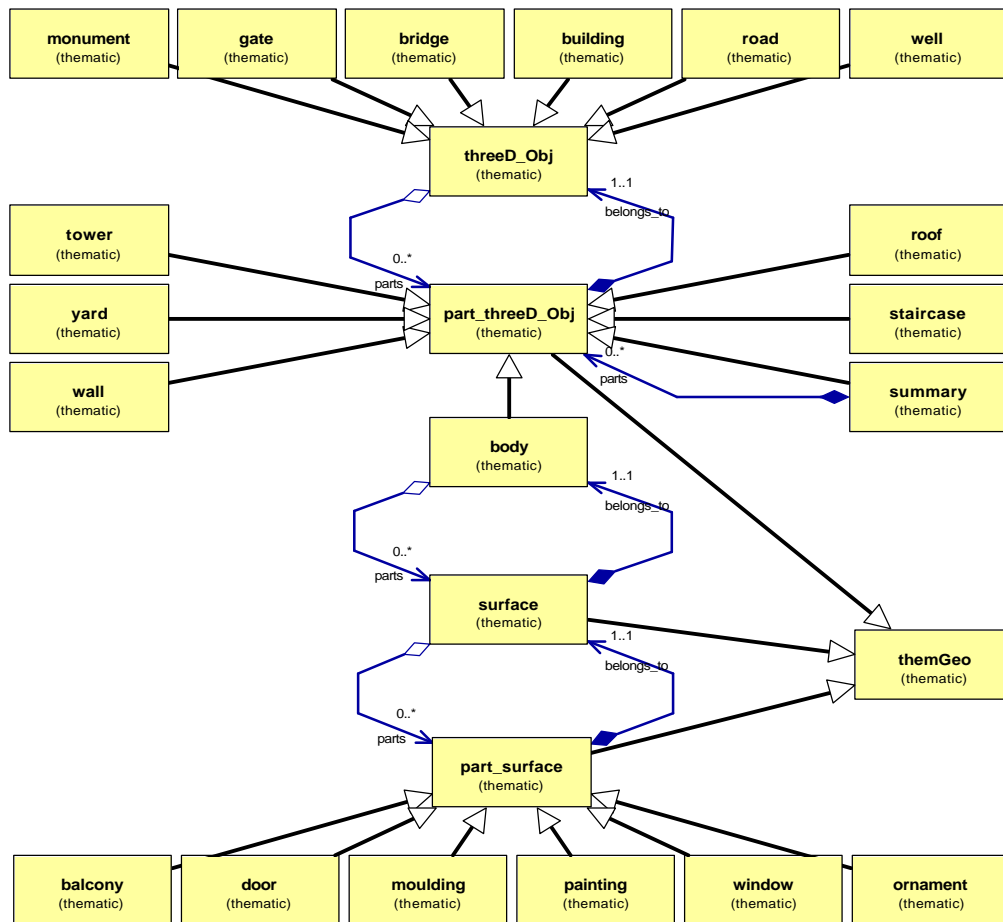 monument
(thematic)
gate
(thematic)
bridge
(thematic)
building
(thematic)
road
(thematic)
well
(thematic)
threeD_Obj
(thematic)
1..1
belongs_to
0..*
parts
tower
(thematic)
roof
(thematic)
yard
(thematic)
part_threeD_Obj
(thematic)
staircase
(thematic)
0..*
parts
wall
(thematic)
summary
(thematic)
body
(thematic)
1..1
belongs_to
0..*
parts
surface
(thematic)
1..1
belongs_to
themGeo
(thematic)
0..*
parts
part_surface
(thematic)
balcony
(thematic)
door
(thematic)
moulding
(thematic)
painting
(thematic)
window
(thematic)
ornament
(thematic)